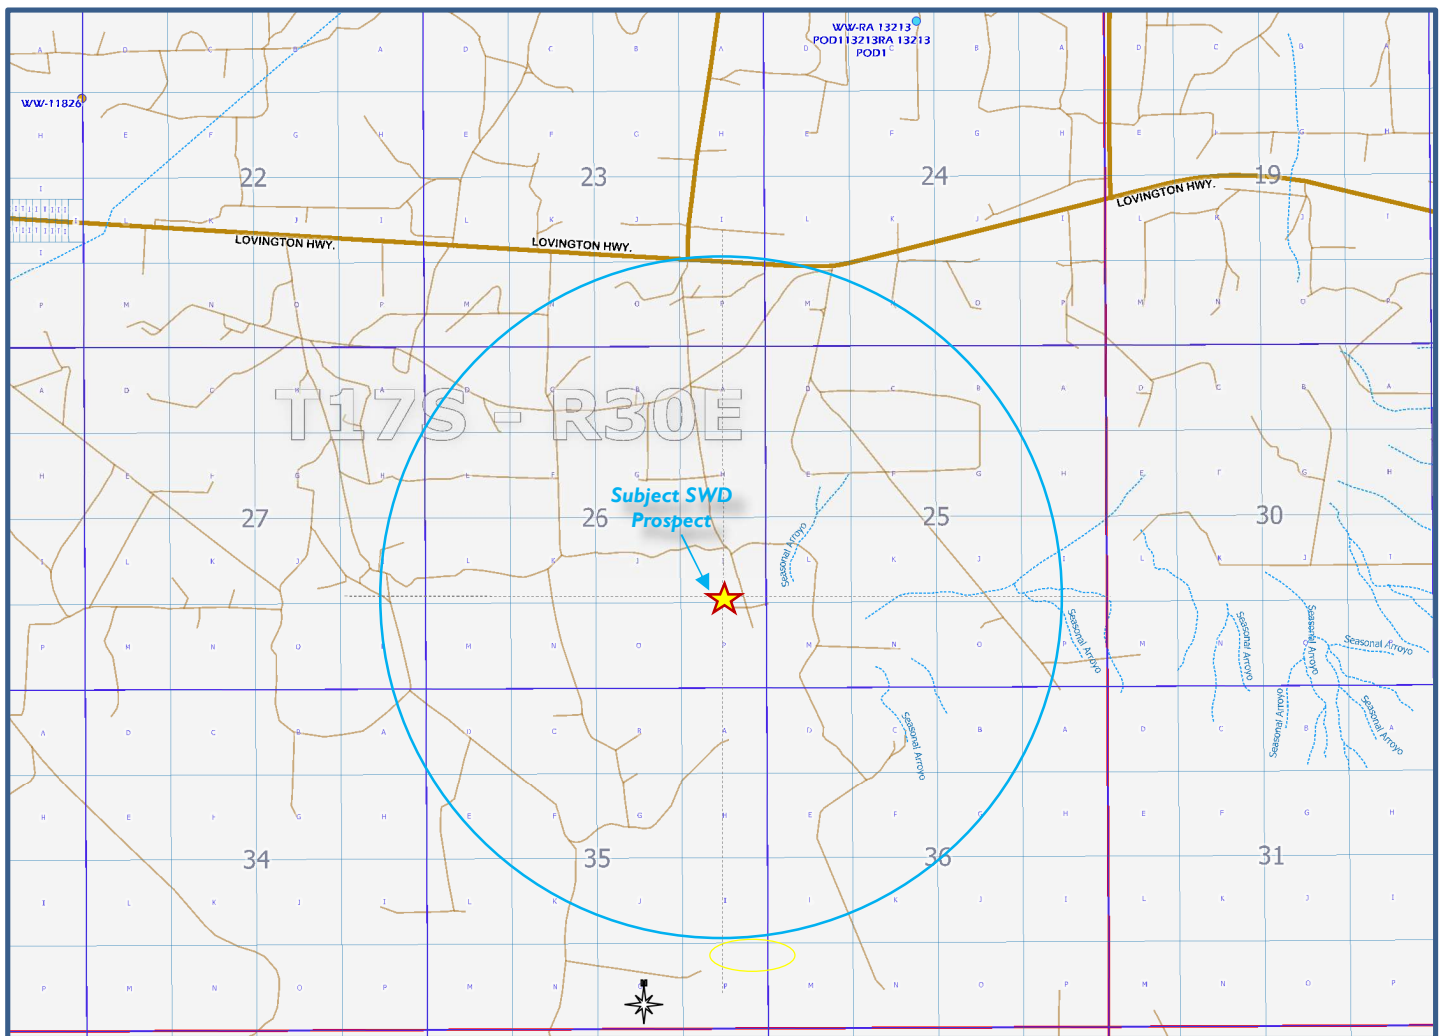 WW-RA 13213
POD113213RA 13213
POD1
A D C B A D C B A D C B A D C B A
WW-11826
H E F G H E F G H E F G H E G H
22 23 24 19
LOVINGTON HWY.
I
I L K J I L K J I L K J I L K J I
LOVINGTON HWY. LOVINGTON HWY.
I
P M N O P M N O P M N O P M N O P
T17S - R30E
A D C B A D C B A D C B A D C B A
H E F G H E F G H E F G H E F G H
Subject SWD
Prospect
27 26 25 30
Seasonal Arroyo
I L K J I L K J I L K J I L K J I
Seasonal Arroyo
Seasonal Arroyo
Seasonal Arroyo
Seasonal Arroyo
P M N O P M N O P M N O P M N O P
Seasonal Arroyo
Seasonal Arroyo
Seasonal Arroyo
A D C B A D C B A D C B A D C B A
H E F G H E F G H E F G H E F G H
34 35 36 31
I L K J I L K J I L K J I L K J I
P M N O P M N O P M N O P M N O P